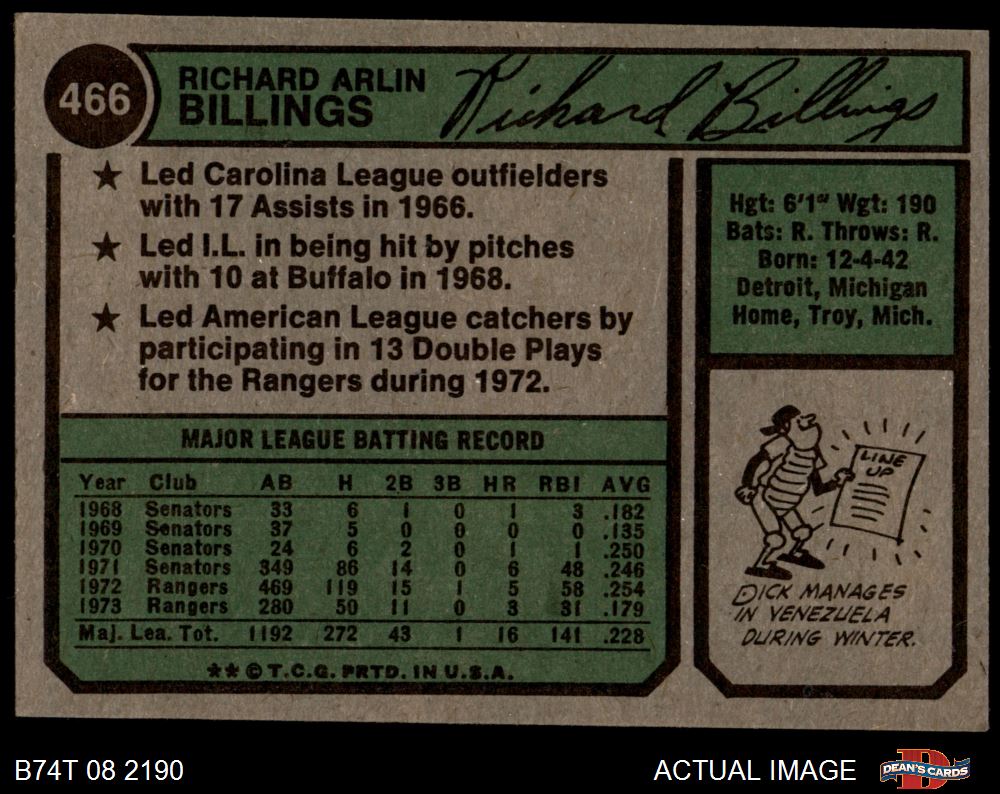 466
RICHARD ARLIN
BILLINGS
Richard Billings
★ Led Carolina League outfielders
with 17 Assists in 1966.
★ Led I.L. in being hit by pitches
with 10 at Buffalo in 1968.
★ Led American League catchers by
participating in 13 Double Plays
for the Rangers during 1972.
Hgt: 6'1" Wgt: 190
Bats: R. Throws: R.
Born: 12-4-42
Detroit, Michigan
Home, Troy, Mich.
MAJOR LEAGUE BATTING RECORD
Year Club AB H 2B 3B HR RBI AVG
1968 Senators 33 6 1 0 1 3 .182
1969 Senators 37 5 0 0 0 0 .135
1970 Senators 24 6 2 0 1 1 .250
1971 Senators 349 86 14 0 6 48 .246
1972 Rangers 469 119 15 1 5 58 .254
1973 Rangers 280 50 11 0 3 31 .179
Maj. Lea. Tot. 1192 272 43 1 16 141 .228
** © T.C.G. PRTD. IN U.S.A.
LINE
UP
DICK MANAGES
IN VENEZUELA
DURING WINTER.
B74T 08 2190
ACTUAL IMAGE
DEAN'S CARDS